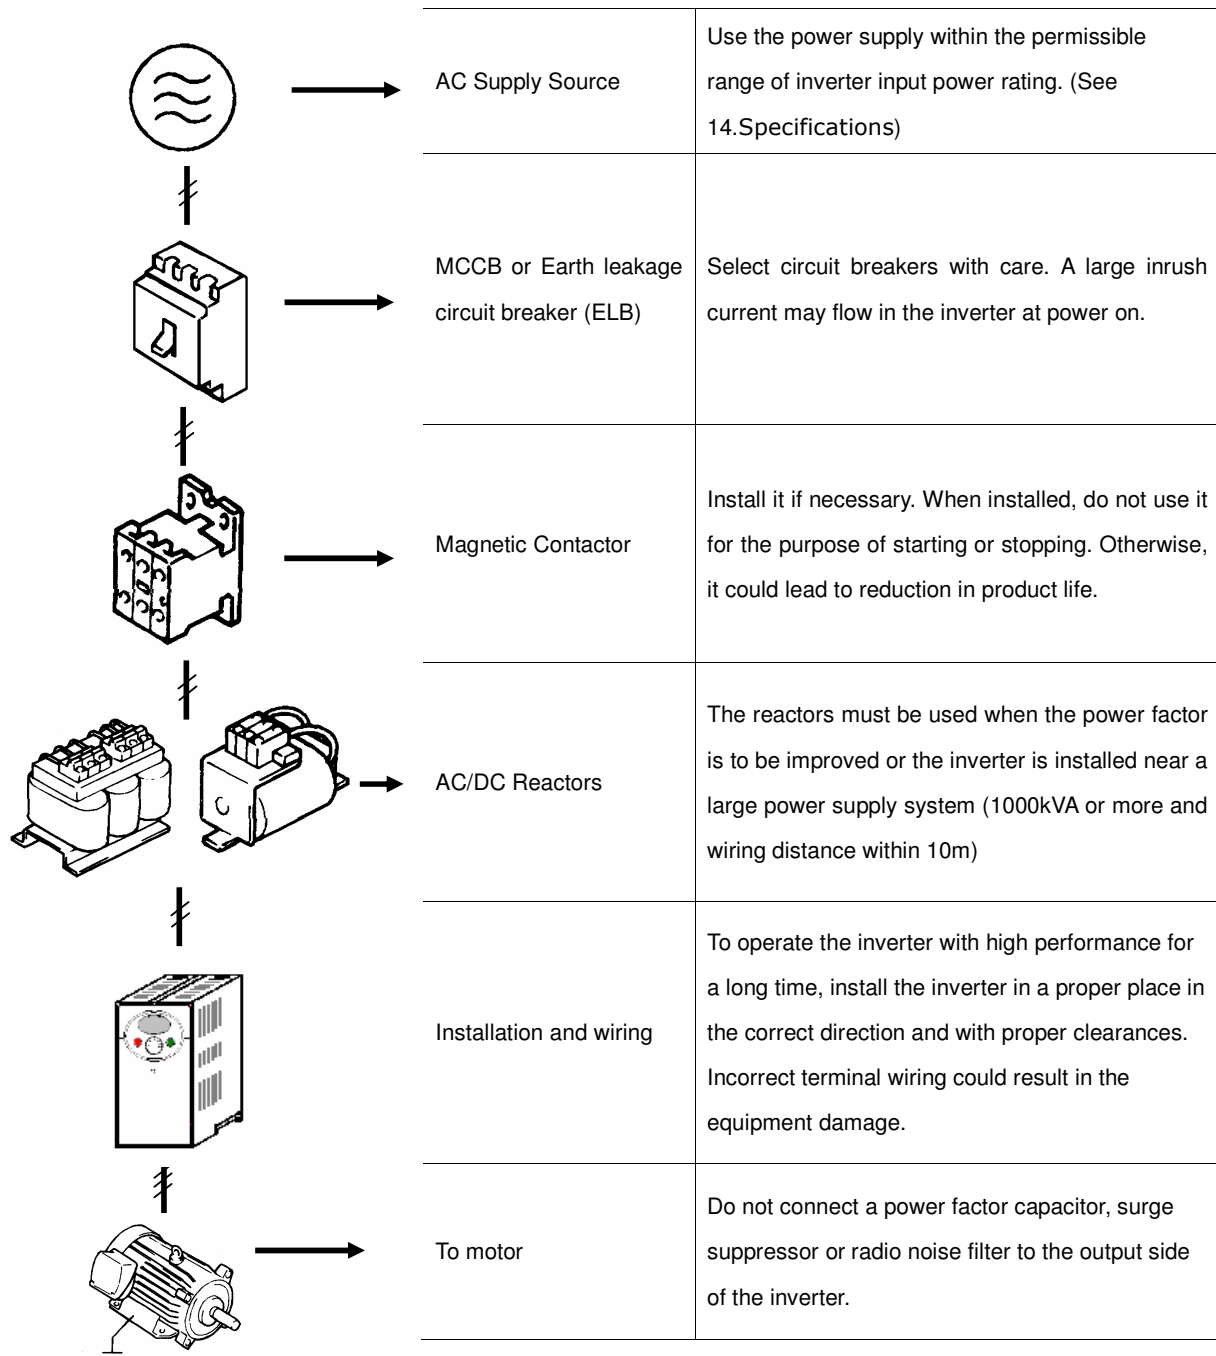 AC Supply Source
Use the power supply within the permissible
range of inverter input power rating. (See
14.Specifications)
MCCB or Earth leakage
circuit breaker (ELB)
Select circuit breakers with care. A large inrush
current may flow in the inverter at power on.
Magnetic Contactor
Install it if necessary. When installed, do not use it
for the purpose of starting or stopping. Otherwise,
it could lead to reduction in product life.
AC/DC Reactors
The reactors must be used when the power factor
is to be improved or the inverter is installed near a
large power supply system (1000kVA or more and
wiring distance within 10m)
Installation and wiring
To operate the inverter with high performance for
a long time, install the inverter in a proper place in
the correct direction and with proper clearances.
Incorrect terminal wiring could result in the
equipment damage.
To motor
Do not connect a power factor capacitor, surge
suppressor or radio noise filter to the output side
of the inverter.